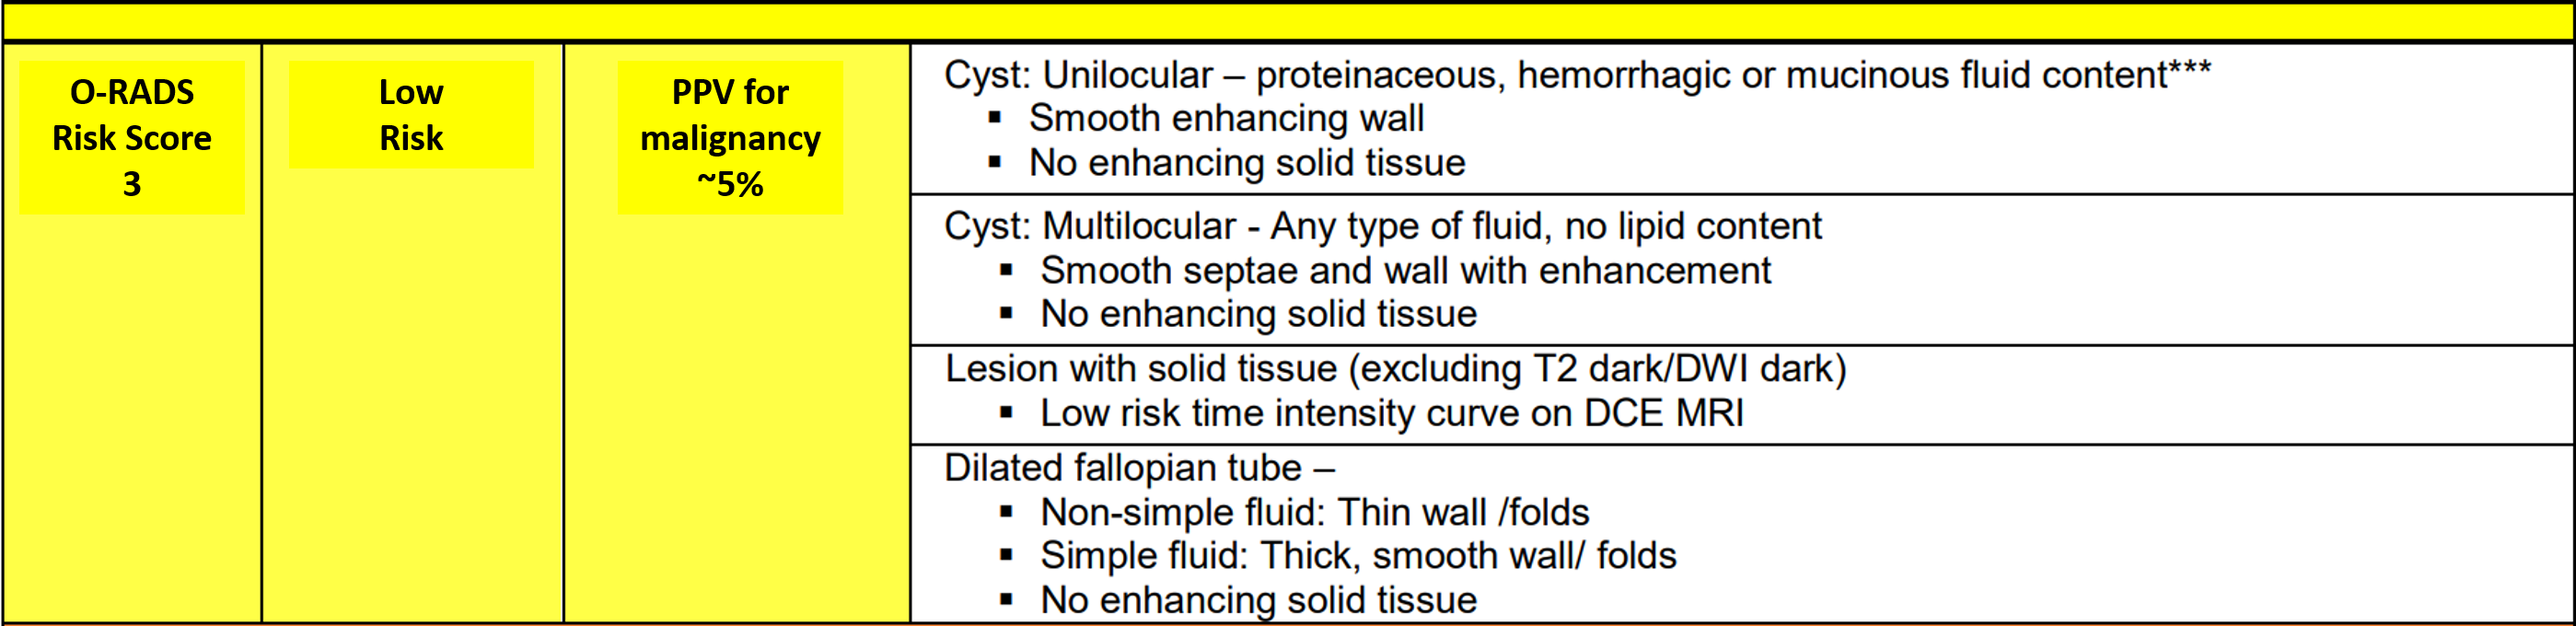 O-RADS
Risk Score
3
Low
Risk
PPV for
malignancy
~5%
Cyst: Unilocular – proteinaceous, hemorrhagic or mucinous fluid content***
▪ Smooth enhancing wall
▪ No enhancing solid tissue
Cyst: Multilocular - Any type of fluid, no lipid content
▪ Smooth septae and wall with enhancement
▪ No enhancing solid tissue
Lesion with solid tissue (excluding T2 dark/DWI dark)
▪ Low risk time intensity curve on DCE MRI
Dilated fallopian tube –
▪ Non-simple fluid: Thin wall /folds
▪ Simple fluid: Thick, smooth wall/ folds
▪ No enhancing solid tissue